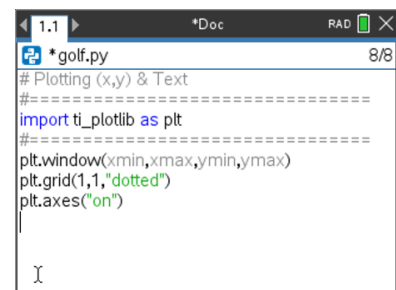 1.1 *Doc RAD
*golf.py 8/8
# Plotting (x,y) & Text
#================================
import ti_plotlib as plt
#================================
plt.window(xmin,xmax,ymin,ymax)
plt.grid(1,1,"dotted")
plt.axes("on")